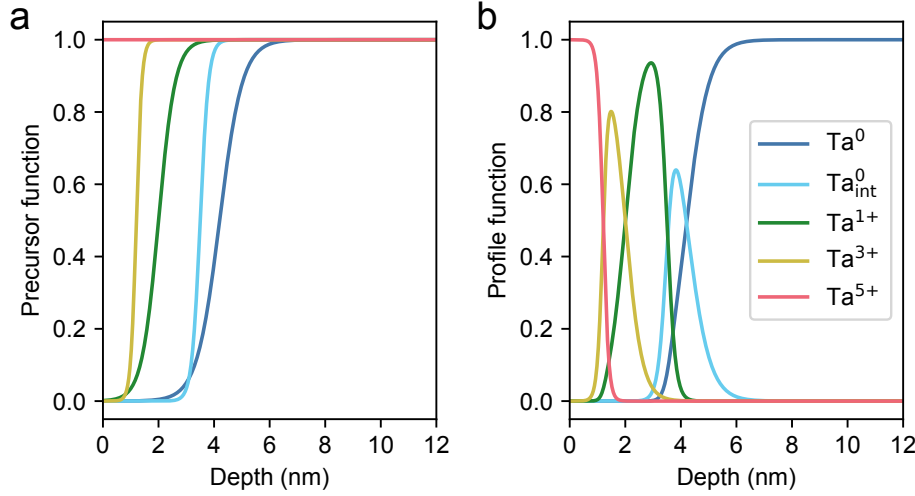 a
Precursor function
1.0
0.8
0.6
0.4
0.2
0.0
0 2 4 6 8 10 12
Depth (nm)
b
Profile function
1.0
0.8
0.6
0.4
0.2
0.0
0 2 4 6 8 10 12
Depth (nm)
Ta⁰
Ta⁰ᵢₙₜ
Ta¹⁺
Ta³⁺
Ta⁵⁺